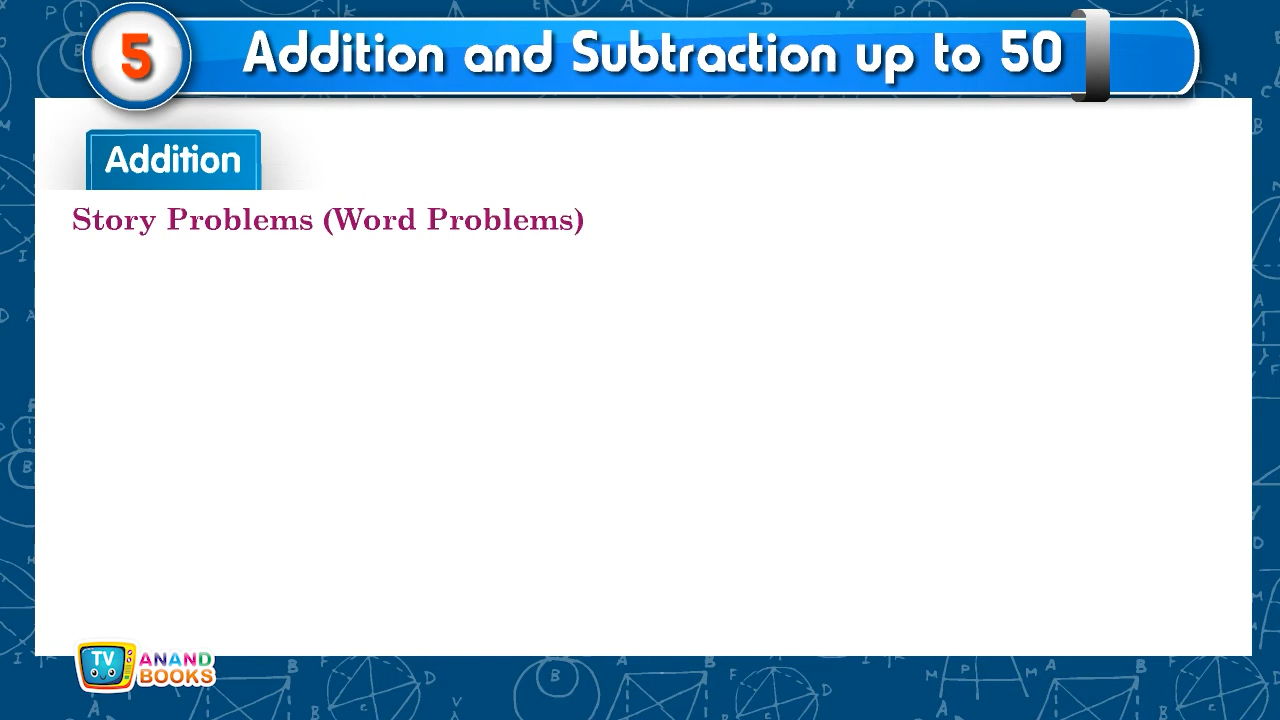 5
Addition and Subtraction up to 50
Addition
Story Problems (Word Problems)
TV
ANAND
BOOKS